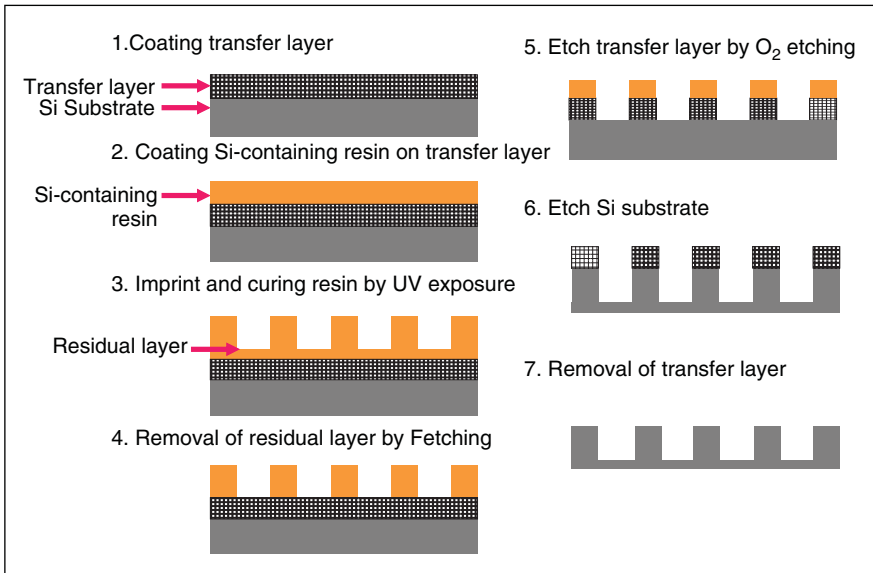 1.Coating transfer layer
Transfer layer
Si Substrate
2. Coating Si-containing resin on transfer layer
Si-containing
resin
3. Imprint and curing resin by UV exposure
Residual layer
4. Removal of residual layer by Fetching
5. Etch transfer layer by O₂ etching
6. Etch Si substrate
7. Removal of transfer layer